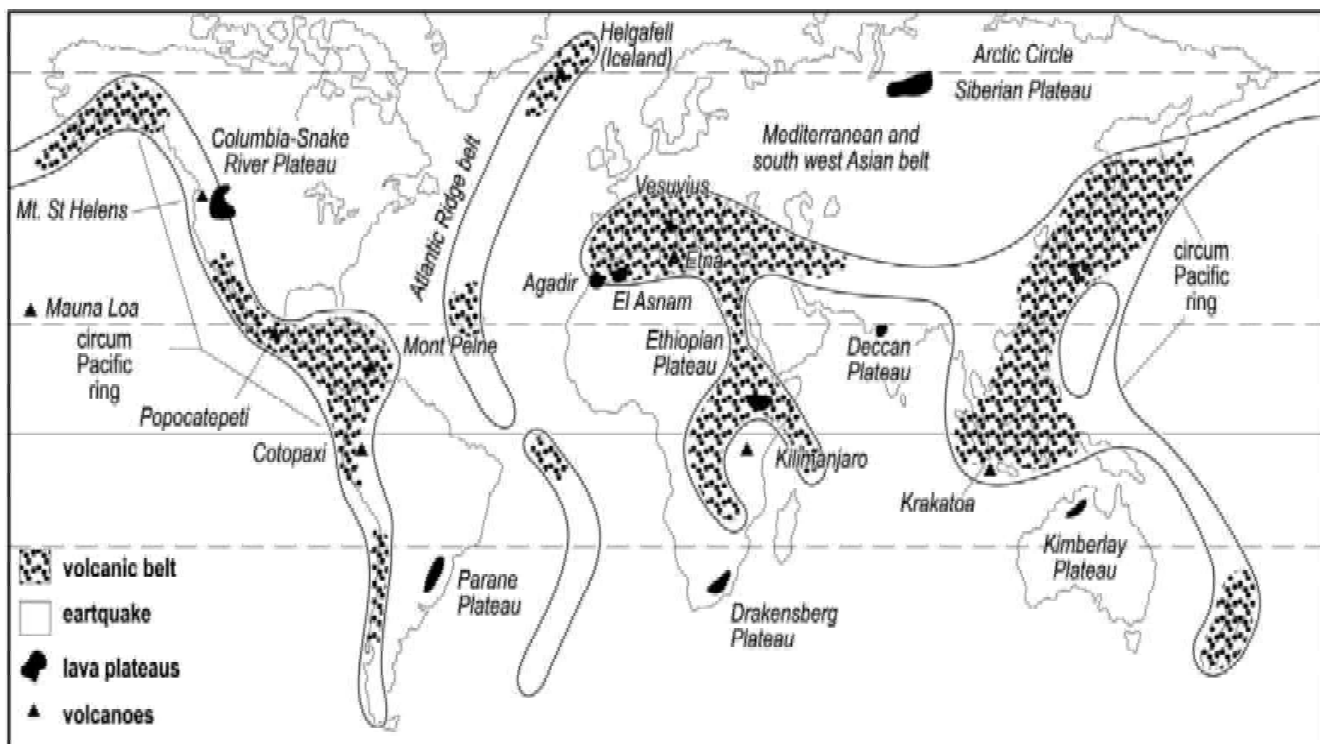 Helgafell
(Iceland)
Arctic Circle
Siberian Plateau
Columbia-Snake
River Plateau
Atlantic Ridge belt
Mediterranean and
south west Asian belt
Mt. St Helens
Vesuvius
Etna
Agadir
El Asnam
circum
Pacific
ring
Mauna Loa
circum
Pacific
ring
Mont Pelne
Ethiopian
Plateau
Deccan
Plateau
Popocatepeti
Cotopaxi
Kilimanjaro
Krakatoa
Kimberlay
Plateau
Parane
Plateau
Drakensberg
Plateau
volcanic belt
eartquake
lava plateaus
volcanoes